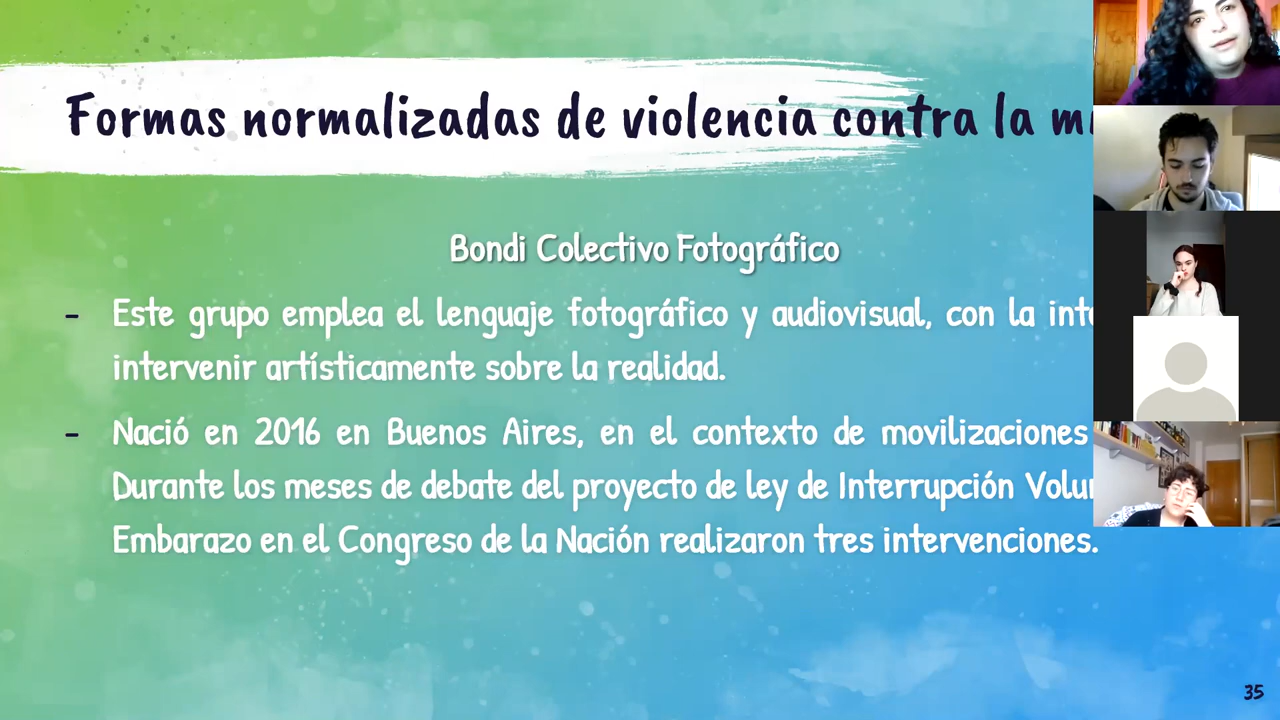 Formas normalizadas de violencia contra la
Bondi Colectivo Fotográfico
- Este grupo emplea el lenguaje fotográfico y audiovisual, con la
intervenir artísticamente sobre la realidad.
- Nació en 2016 en Buenos Aires, en el contexto de movilizaciones
Durante los meses de debate del proyecto de ley de Interrupción
Embarazo en el Congreso de la Nación realizaron tres intervenciones.
35